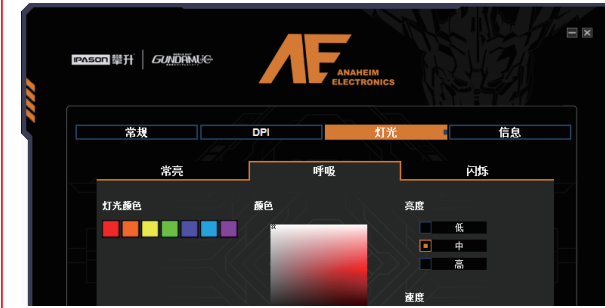 IPASON 攀升 GUNDAM
AE
ANAHEIM
ELECTRONICS
常规 DPI 灯光 信息
常亮 呼吸 闪烁
灯光颜色 颜色 亮度
低
中
高
速度